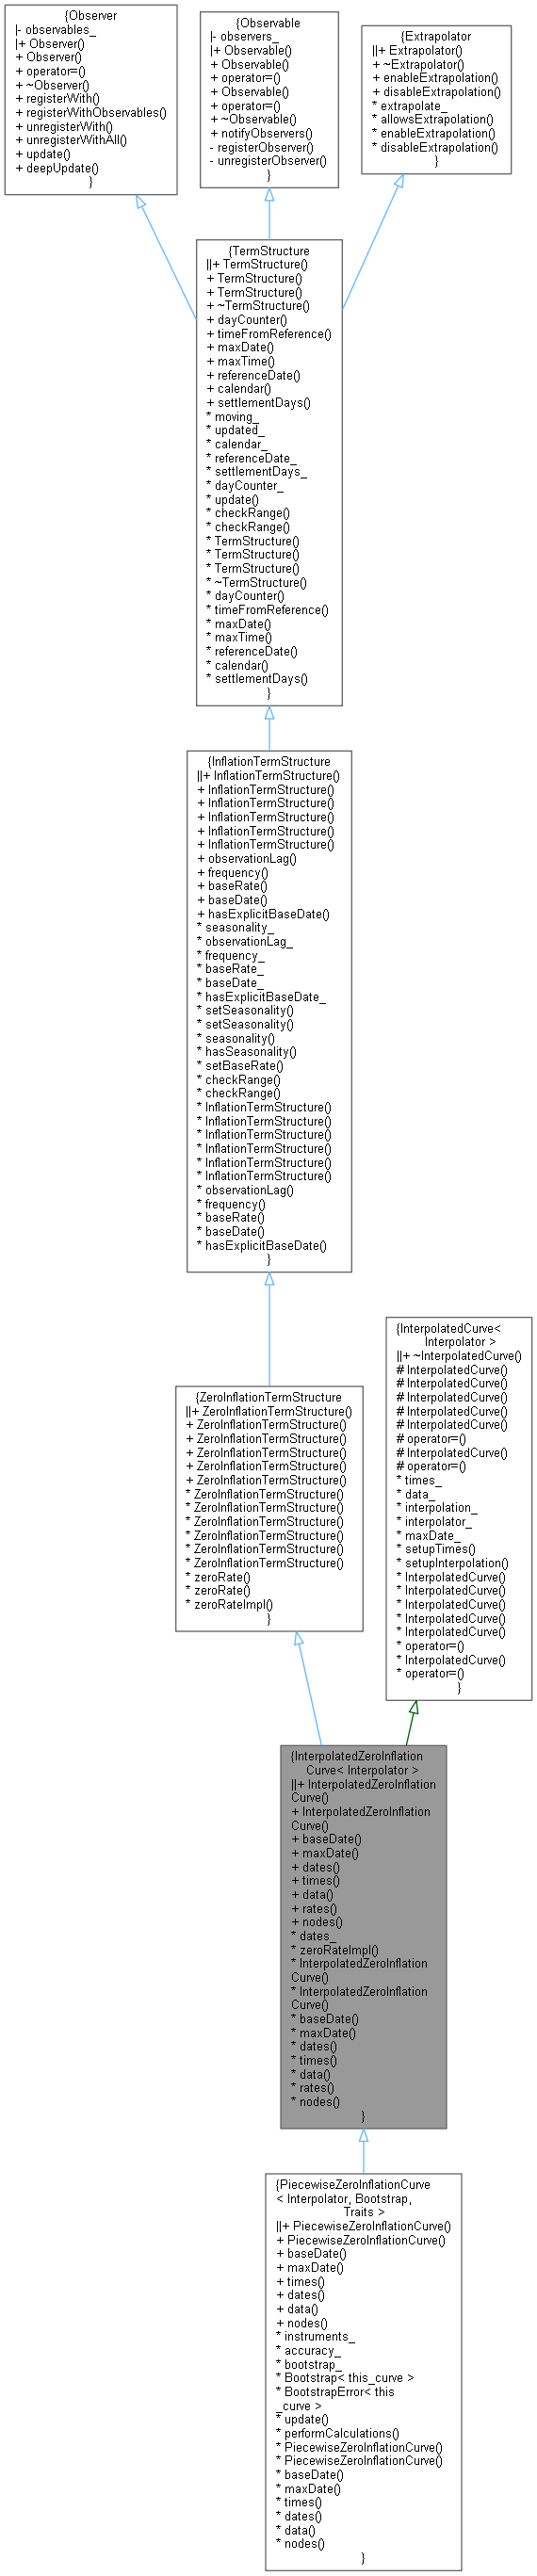 {Observer
|- observables_
|+ Observer()
+ Observer()
+ operator=()
+ ~Observer()
+ registerWith()
+ registerWithObservables()
+ unregisterWith()
+ unregisterWithAll()
+ update()
+ deepUpdate()
}
{Observable
|- observers_
|+ Observable()
+ Observable()
+ operator=()
+ Observable()
+ operator=()
+ ~Observable()
+ notifyObservers()
- registerObserver()
- unregisterObserver()
}
{Extrapolator
||+ Extrapolator()
+ ~Extrapolator()
+ enableExtrapolation()
+ disableExtrapolation()
* extrapolate_
* allowsExtrapolation()
* enableExtrapolation()
* disableExtrapolation()
}
{TermStructure
||+ TermStructure()
+ TermStructure()
+ TermStructure()
+ ~TermStructure()
+ dayCounter()
+ timeFromReference()
+ maxDate()
+ maxTime()
+ referenceDate()
+ calendar()
+ settlementDays()
* moving_
* updated_
* calendar_
* referenceDate_
* settlementDays_
* dayCounter_
* update()
* checkRange()
* checkRange()
* TermStructure()
* TermStructure()
* TermStructure()
* ~TermStructure()
* dayCounter()
* timeFromReference()
* maxDate()
* maxTime()
* referenceDate()
* calendar()
* settlementDays()
}
{InflationTermStructure
||+ InflationTermStructure()
+ InflationTermStructure()
+ InflationTermStructure()
+ InflationTermStructure()
+ InflationTermStructure()
+ InflationTermStructure()
+ observationLag()
+ frequency()
+ baseRate()
+ baseDate()
+ hasExplicitBaseDate()
* seasonality_
* observationLag_
* frequency_
* baseRate_
* baseDate_
* hasExplicitBaseDate_
* setSeasonality()
* setSeasonality()
* seasonality()
* hasSeasonality()
* setBaseRate()
* checkRange()
* checkRange()
* InflationTermStructure()
* InflationTermStructure()
* InflationTermStructure()
* InflationTermStructure()
* InflationTermStructure()
* InflationTermStructure()
* observationLag()
* frequency()
* baseRate()
* baseDate()
* hasExplicitBaseDate()
}
{ZeroInflationTermStructure
||+ ZeroInflationTermStructure()
+ ZeroInflationTermStructure()
+ ZeroInflationTermStructure()
+ ZeroInflationTermStructure()
+ ZeroInflationTermStructure()
+ ZeroInflationTermStructure()
* ZeroInflationTermStructure()
* ZeroInflationTermStructure()
* ZeroInflationTermStructure()
* ZeroInflationTermStructure()
* ZeroInflationTermStructure()
* ZeroInflationTermStructure()
* zeroRate()
* zeroRate()
* zeroRateImpl()
}
{InterpolatedCurve<
Interpolator >
||+ ~InterpolatedCurve()
# InterpolatedCurve()
# InterpolatedCurve()
# InterpolatedCurve()
# InterpolatedCurve()
# InterpolatedCurve()
# operator=()
# InterpolatedCurve()
# operator=()
* times_
* data_
* interpolation_
* interpolator_
* maxDate_
* setupTimes()
* setupInterpolation()
* InterpolatedCurve()
* InterpolatedCurve()
* InterpolatedCurve()
* InterpolatedCurve()
* InterpolatedCurve()
* operator=()
* InterpolatedCurve()
* operator=()
}
{InterpolatedZeroInflation
Curve< Interpolator >
||+ InterpolatedZeroInflation
Curve()
+ InterpolatedZeroInflation
Curve()
+ baseDate()
+ maxDate()
+ dates()
+ times()
+ data()
+ rates()
+ nodes()
* dates_
* zeroRateImpl()
* InterpolatedZeroInflation
Curve()
* InterpolatedZeroInflation
Curve()
* baseDate()
* maxDate()
* dates()
* times()
* data()
* rates()
* nodes()
}
{PiecewiseZeroInflationCurve
< Interpolator, Bootstrap,
Traits >
||+ PiecewiseZeroInflationCurve()
+ PiecewiseZeroInflationCurve()
+ baseDate()
+ maxDate()
+ times()
+ dates()
+ data()
+ nodes()
* instruments_
* accuracy_
* bootstrap_
* Bootstrap< this_curve >
* BootstrapError< this
_curve >
* update()
* performCalculations()
* PiecewiseZeroInflationCurve()
* PiecewiseZeroInflationCurve()
* baseDate()
* maxDate()
* times()
* dates()
* data()
* nodes()
}